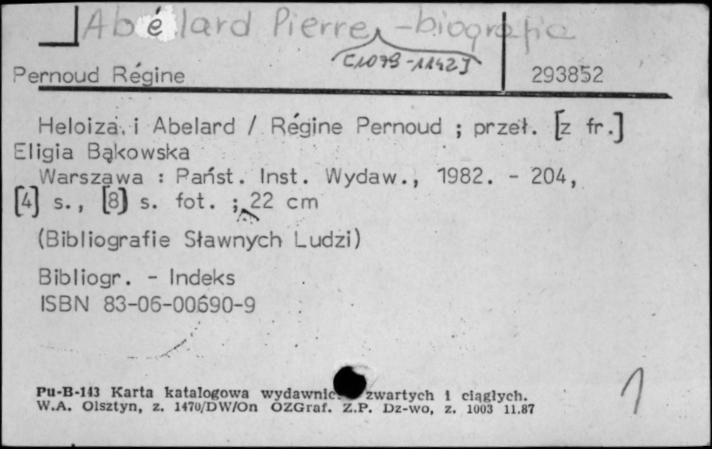 Abélard Pierre, - biografia
[1079-1142]
Pernoud Régine 293852
Heloiza i Abelard / Régine Pernoud ; przeł. [z fr.]
Eligia Bąkowska
Warszawa : Państ. Inst. Wydaw., 1982. - 204,
[4] s., [8] s. fot. ; 22 cm
(Bibliografie Sławnych Ludzi)
Bibliogr. - Indeks
ISBN 83-06-00690-9
Pu-B-143 Karta katalogowa zwartych i ciągłych.
W.A. Olsztyn, z. 1470/DW/On OZGraf. Z.P. Dz-wo, z. 1003 11.87
1